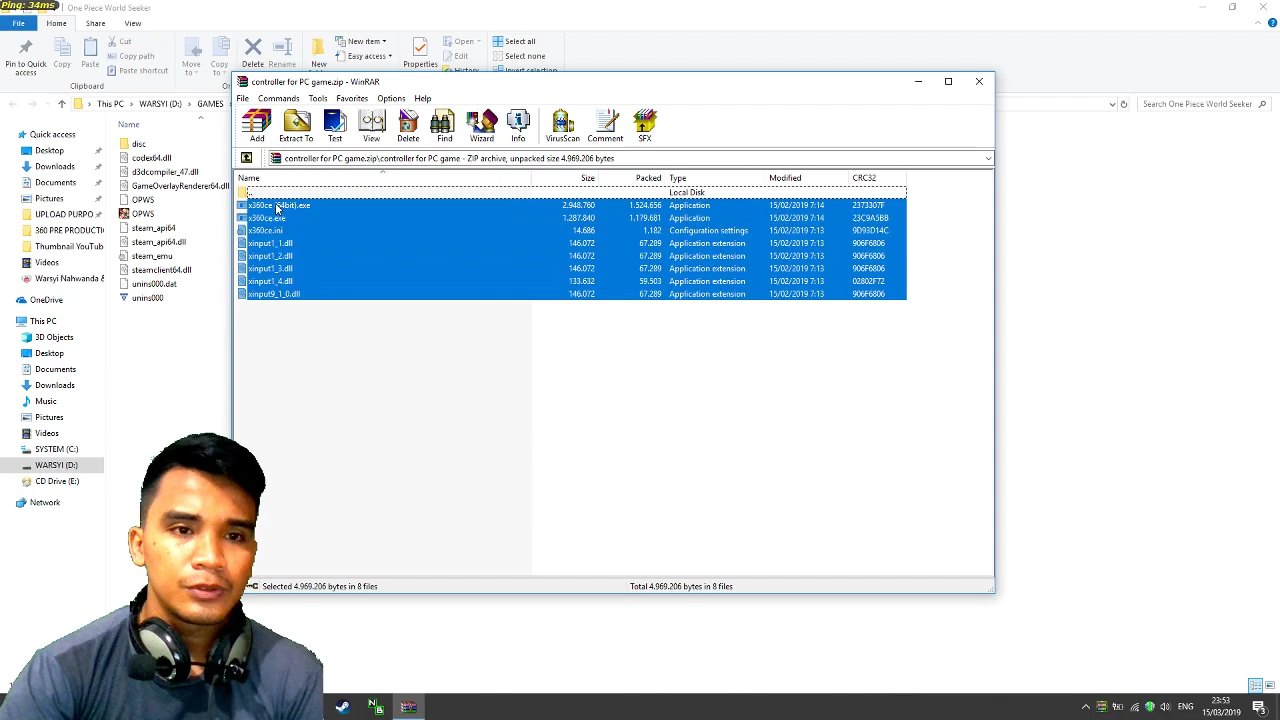 Ping: 34ms
One Piece World Seeker
File
Home
Share
View
Pin to Quick access
Copy
Paste
Cut
Copy path
Paste shortcut
Clipboard
Move to
Copy to
Delete
Rename
New
New item
Easy access
Properties
Open
Edit
History
Select all
Select none
Invert selection
This PC
WARSYI (D:)
GAMES
Search One Piece World Seeker
Quick access
Desktop
Downloads
Documents
Pictures
UPLOAD PURPO
360 PRE PRODUCTI
Thumbnail YouTub
Videos
Warsyi Nahwanda &
OneDrive
This PC
3D Objects
Desktop
Documents
Downloads
Music
Pictures
Videos
SYSTEM (C:)
WARSYI (D:)
CD Drive (E:)
Network
Name
disc
codex64.dll
d3dcompiler_47.dll
GameOverlayRenderer64.dll
OPWS
OPWS
steam_api64
steam_api64.dll
steam_emu
steamclient64.dll
unins000.dat
unins000
controller for PC game.zip - WinRAR
File
Commands
Tools
Favorites
Options
Help
Add
Extract To
Test
View
Delete
Find
Wizard
Info
VirusScan
Comment
SFX
controller for PC game.zip\controller for PC game - ZIP archive, unpacked size 4.969.206 bytes
Name Size Packed Type Modified CRC32
.. Local Disk
x360ce (64bit).exe 2.948.760 1.524.656 Application 15/02/2019 7:14 2373307F
x360ce.exe 1.287.840 1.179.681 Application 15/02/2019 7:14 23C9A5BB
x360ce.ini 14.686 1.182 Configuration settings 15/02/2019 7:13 9D93D14C
xinput1_1.dll 146.072 67.289 Application extension 15/02/2019 7:13 906F6806
xinput1_2.dll 146.072 67.289 Application extension 15/02/2019 7:13 906F6806
xinput1_3.dll 146.072 67.289 Application extension 15/02/2019 7:13 906F6806
xinput1_4.dll 133.632 59.503 Application extension 15/02/2019 7:13 02802F72
xinput9_1_0.dll 146.072 67.289 Application extension 15/02/2019 7:13 906F6806
Selected 4.969.206 bytes in 8 files
Total 4.969.206 bytes in 8 files
ENG
23:53
15/03/2019